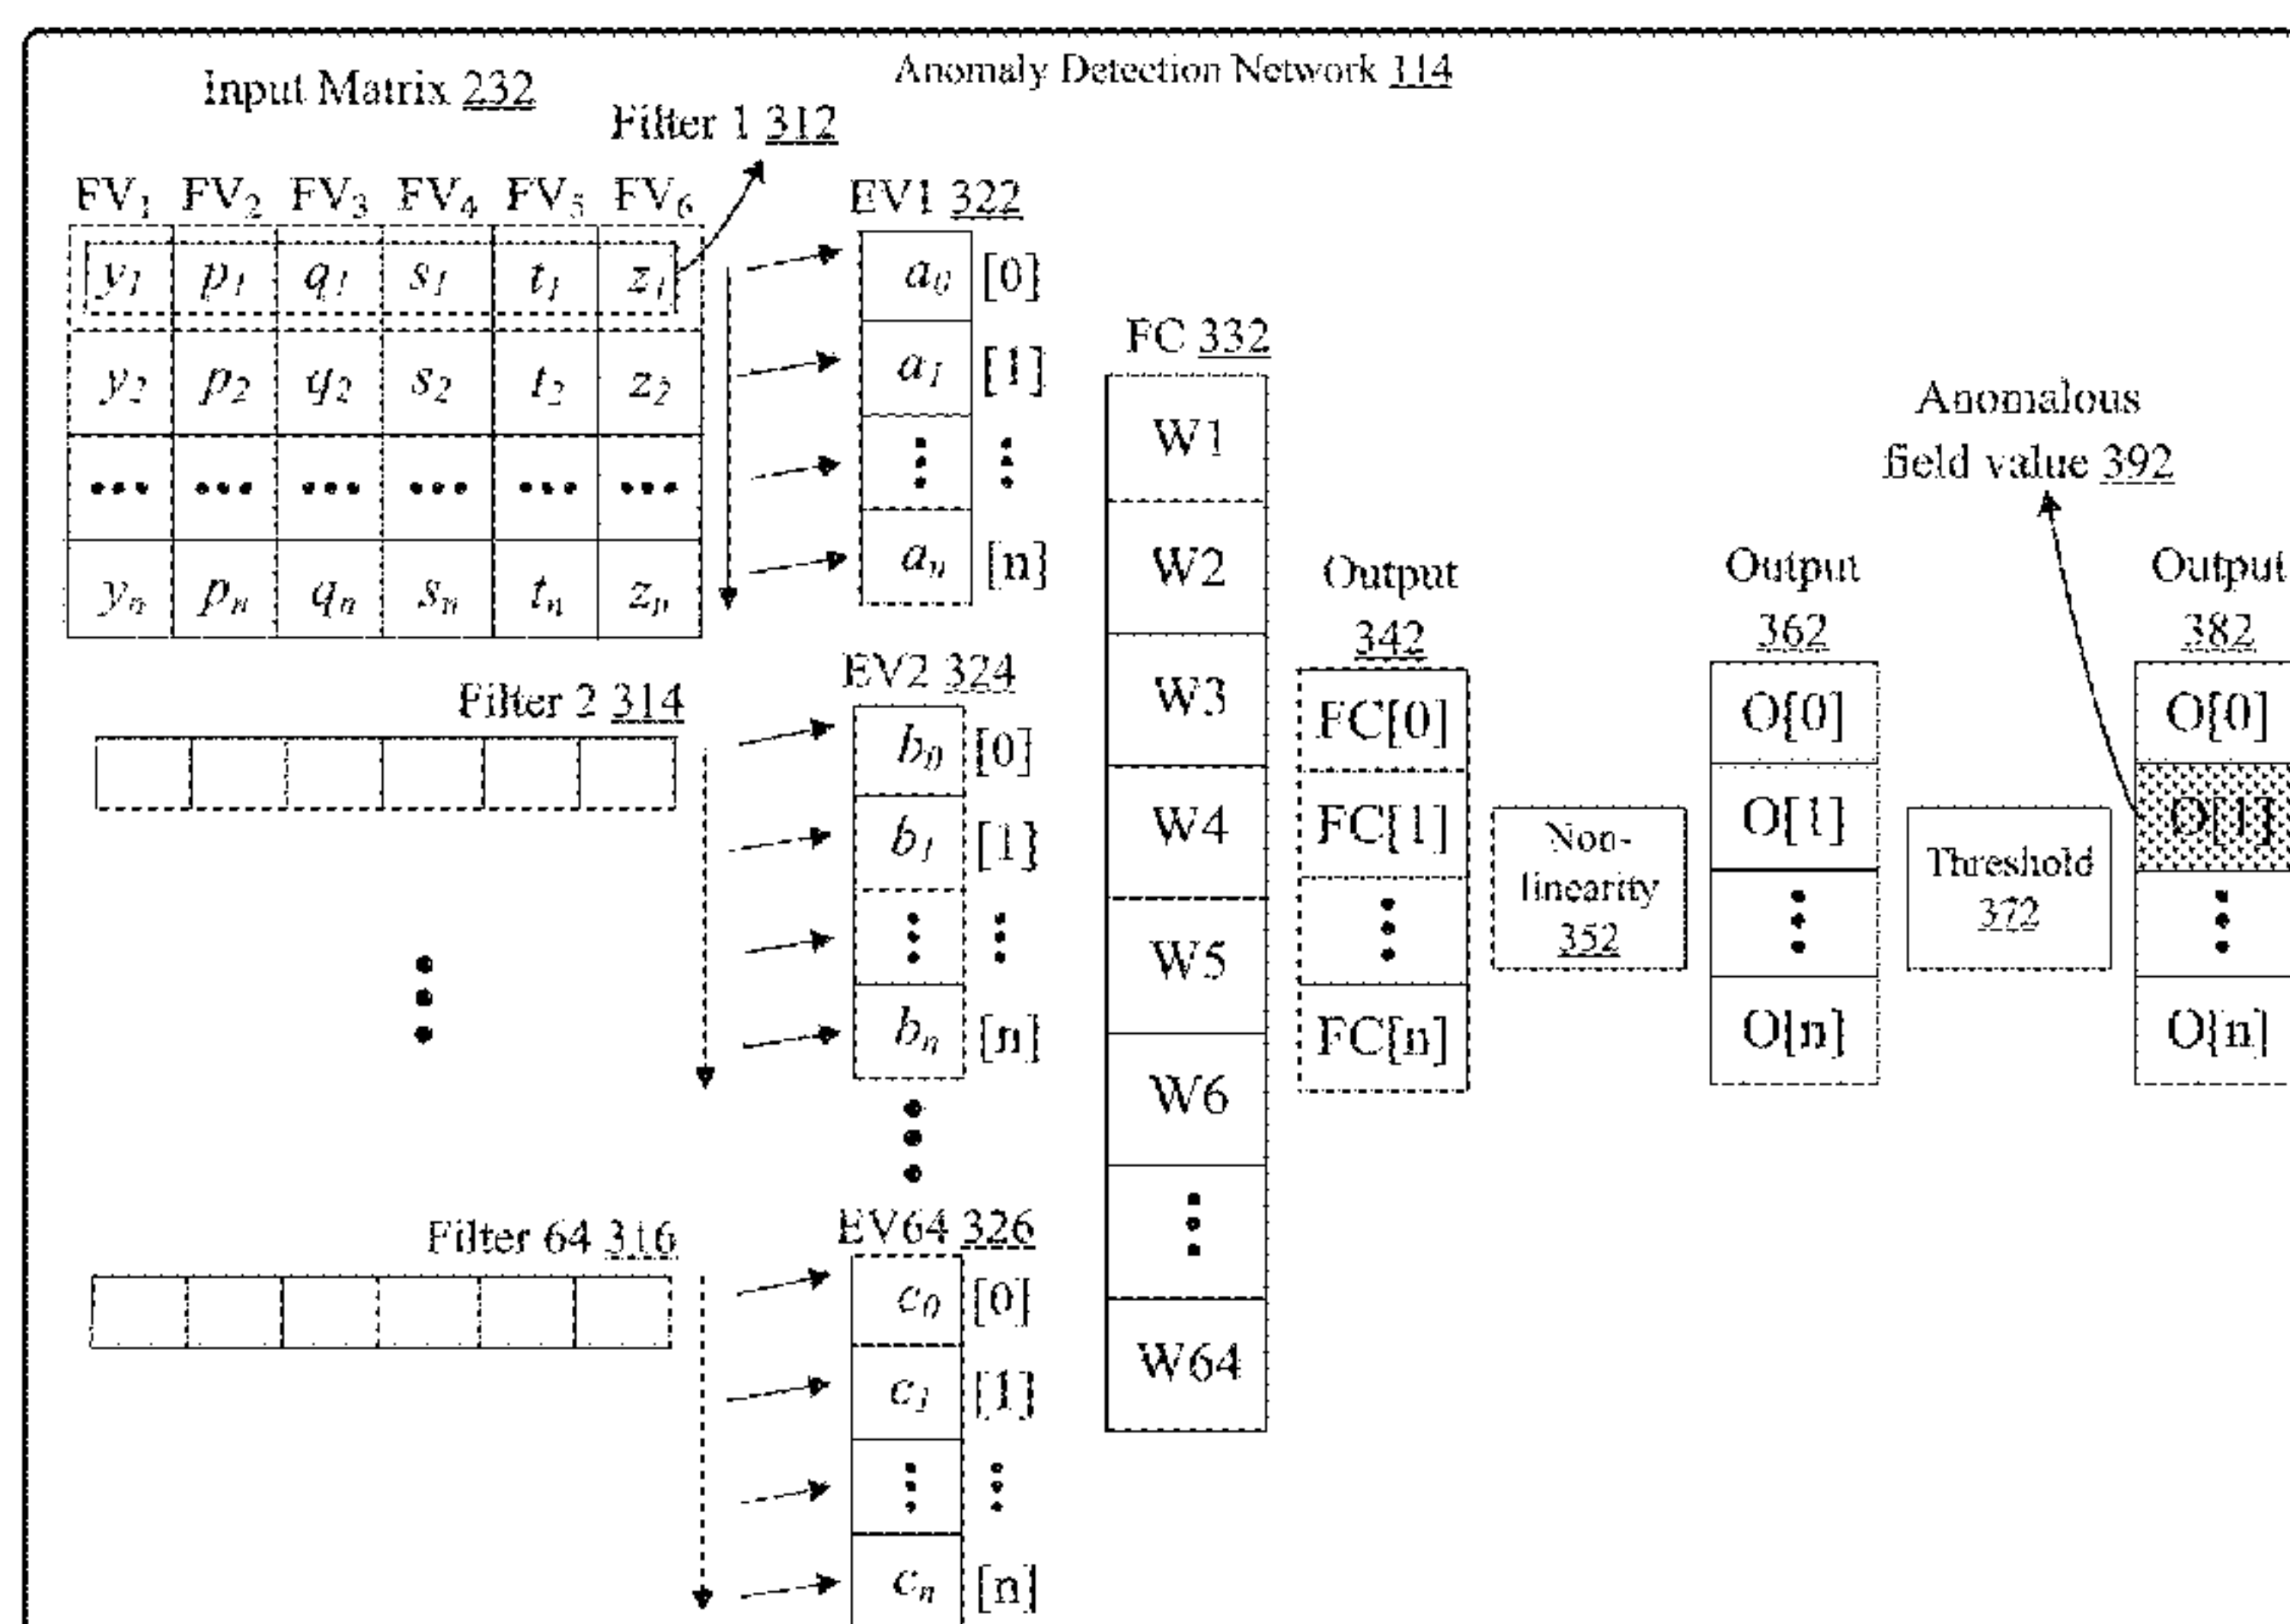 Anomaly Detection Network 114
Input Matrix 232
Filter 1 312
FV1 FV2 FV3 FV4 FV5 FV6
y1 p1 q1 s1 t1 z1
y2 p2 q2 s2 t2 z2
••• ••• ••• ••• ••• •••
yn pn qn sn tn zn
EV1 322
a0 [0]
a1 [1]
an [n]
Filter 2 314
EV2 324
b0 [0]
b1 [1]
bn [n]
Filter 64 316
EV64 326
c0 [0]
c1 [1]
cn [n]
FC 332
W1
W2
W3
W4
W5
W6
W64
Output
342
FC[0]
FC[1]
FC[n]
Non-
linearity
352
Output
362
O[0]
O[1]
O[n]
Threshold
372
Anomalous
field value 392
Output
382
O[0]
O[1]
O[n]